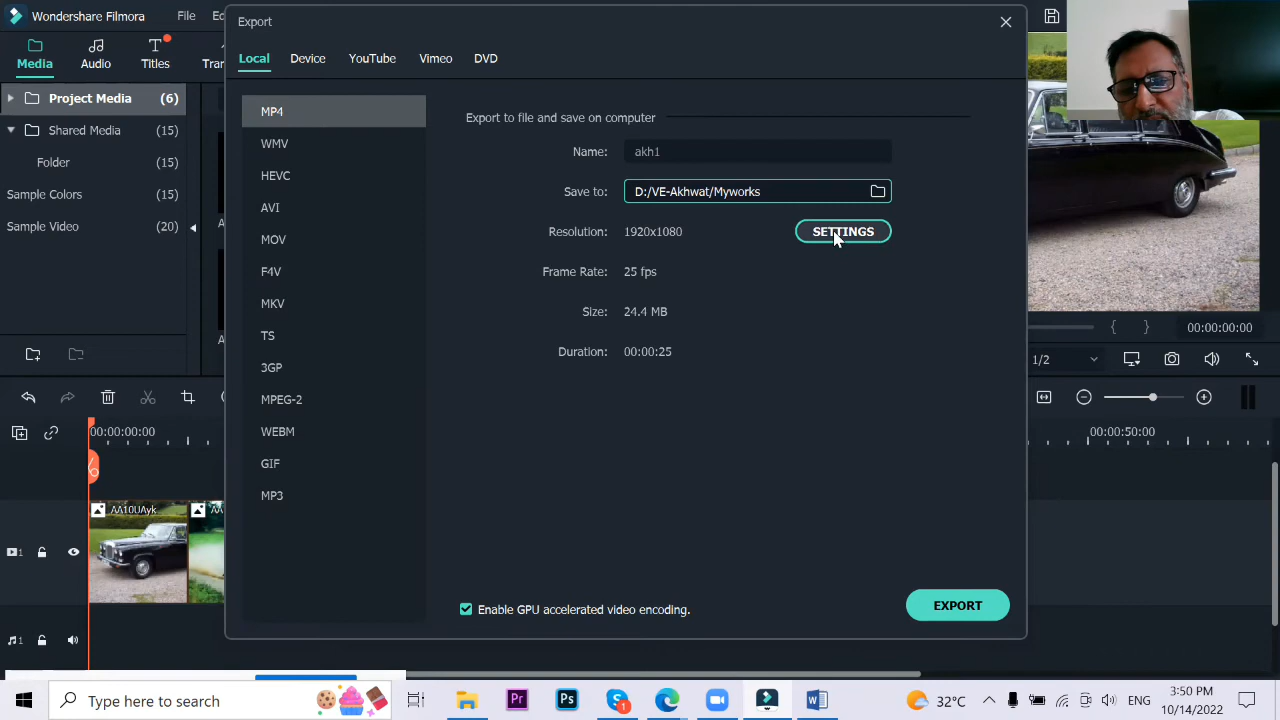 Wondershare Filmora
File
Export
Local
Device
YouTube
Vimeo
DVD
Media
Audio
Titles
Project Media (6)
Shared Media (15)
Folder (15)
Sample Colors (15)
Sample Video (20)
MP4
WMV
HEVC
AVI
MOV
F4V
MKV
TS
3GP
MPEG-2
WEBM
GIF
MP3
Export to file and save on computer
Name: akh1
Save to: D:/VE-Akhwat/Myworks
Resolution: 1920x1080
SETTINGS
Frame Rate: 25 fps
Size: 24.4 MB
Duration: 00:00:25
Enable GPU accelerated video encoding.
EXPORT
{ } 00:00:00:00
1/2
00:00:00:00
00:00:50:00
AA10UAyk
1
1
Type here to search
Pr
Ps
S
1
W
32°C
ENG
3:50 PM
10/14/2022